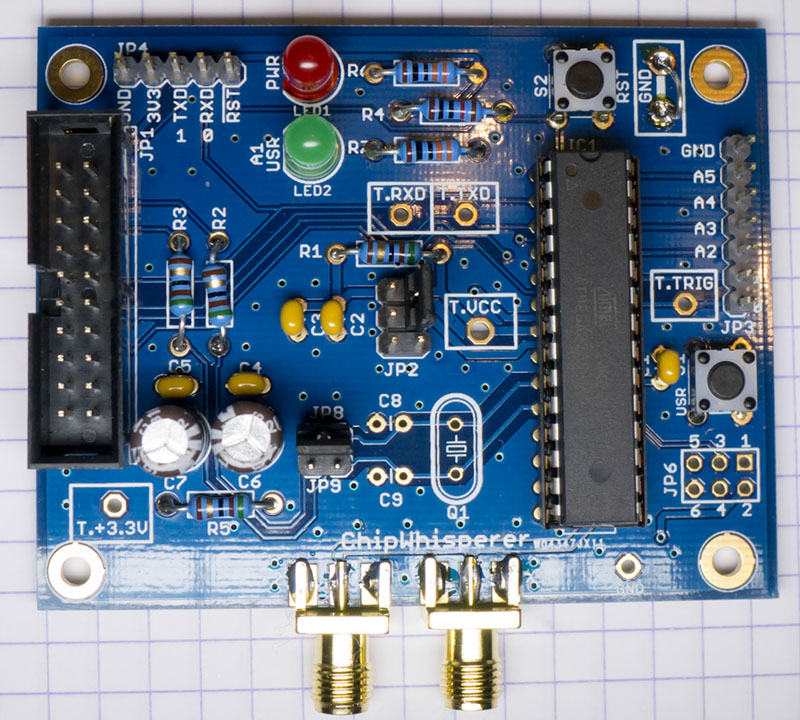 JP4
GND
3V3
TXD
RXD
RST
JP1
1
0
PWR
LED1
A1
USR
LED2
R4
S2
RST
GND
IC1
GND
A5
A4
A3
A2
JP3
T.RXD
T.TXD
T.TRIG
R3
R2
R1
T.VCC
C3
C2
JP2
C5
C4
C7
C6
R5
T.+3.3V
JP8
JP9
C8
C9
Q1
USR
5 3 1
JP6
6 4 2
ChipWhisperer
GND